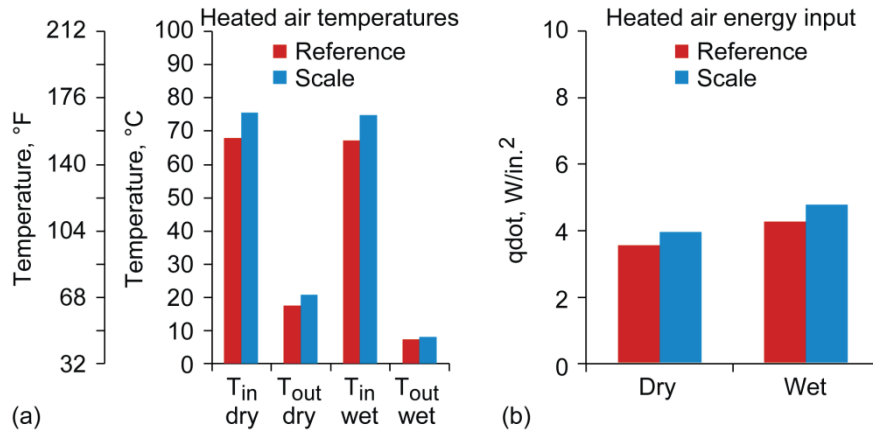 Heated air temperatures
Reference
Scale
Temperature, °F
212
176
140
104
68
32
Temperature, °C
100
90
80
70
60
50
40
30
20
10
0
T_in dry
T_out dry
T_in wet
T_out wet
(a)
Heated air energy input
Reference
Scale
qdot, W/in.²
10
8
6
4
2
0
Dry
Wet
(b)